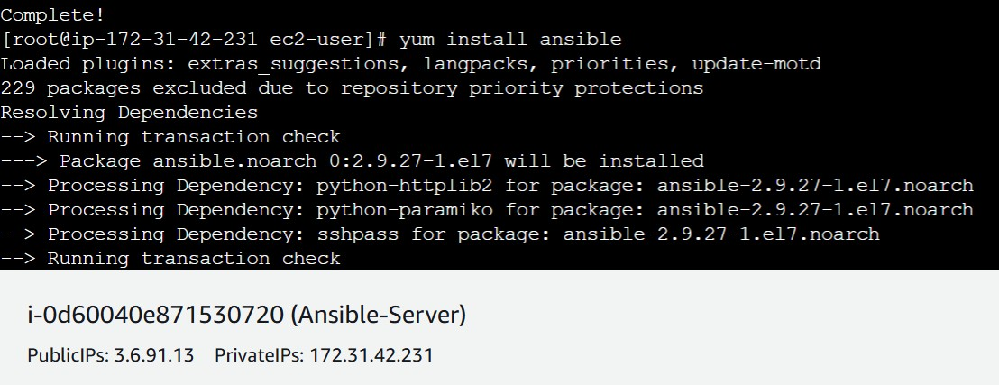 Complete!
[root@ip-172-31-42-231 ec2-user]# yum install ansible
Loaded plugins: extras_suggestions, langpacks, priorities, update-motd
229 packages excluded due to repository priority protections
Resolving Dependencies
--> Running transaction check
---> Package ansible.noarch 0:2.9.27-1.el7 will be installed
--> Processing Dependency: python-httplib2 for package: ansible-2.9.27-1.el7.noarch
--> Processing Dependency: python-paramiko for package: ansible-2.9.27-1.el7.noarch
--> Processing Dependency: sshpass for package: ansible-2.9.27-1.el7.noarch
--> Running transaction check
i-0d60040e871530720 (Ansible-Server)
PublicIPs: 3.6.91.13 PrivateIPs: 172.31.42.231